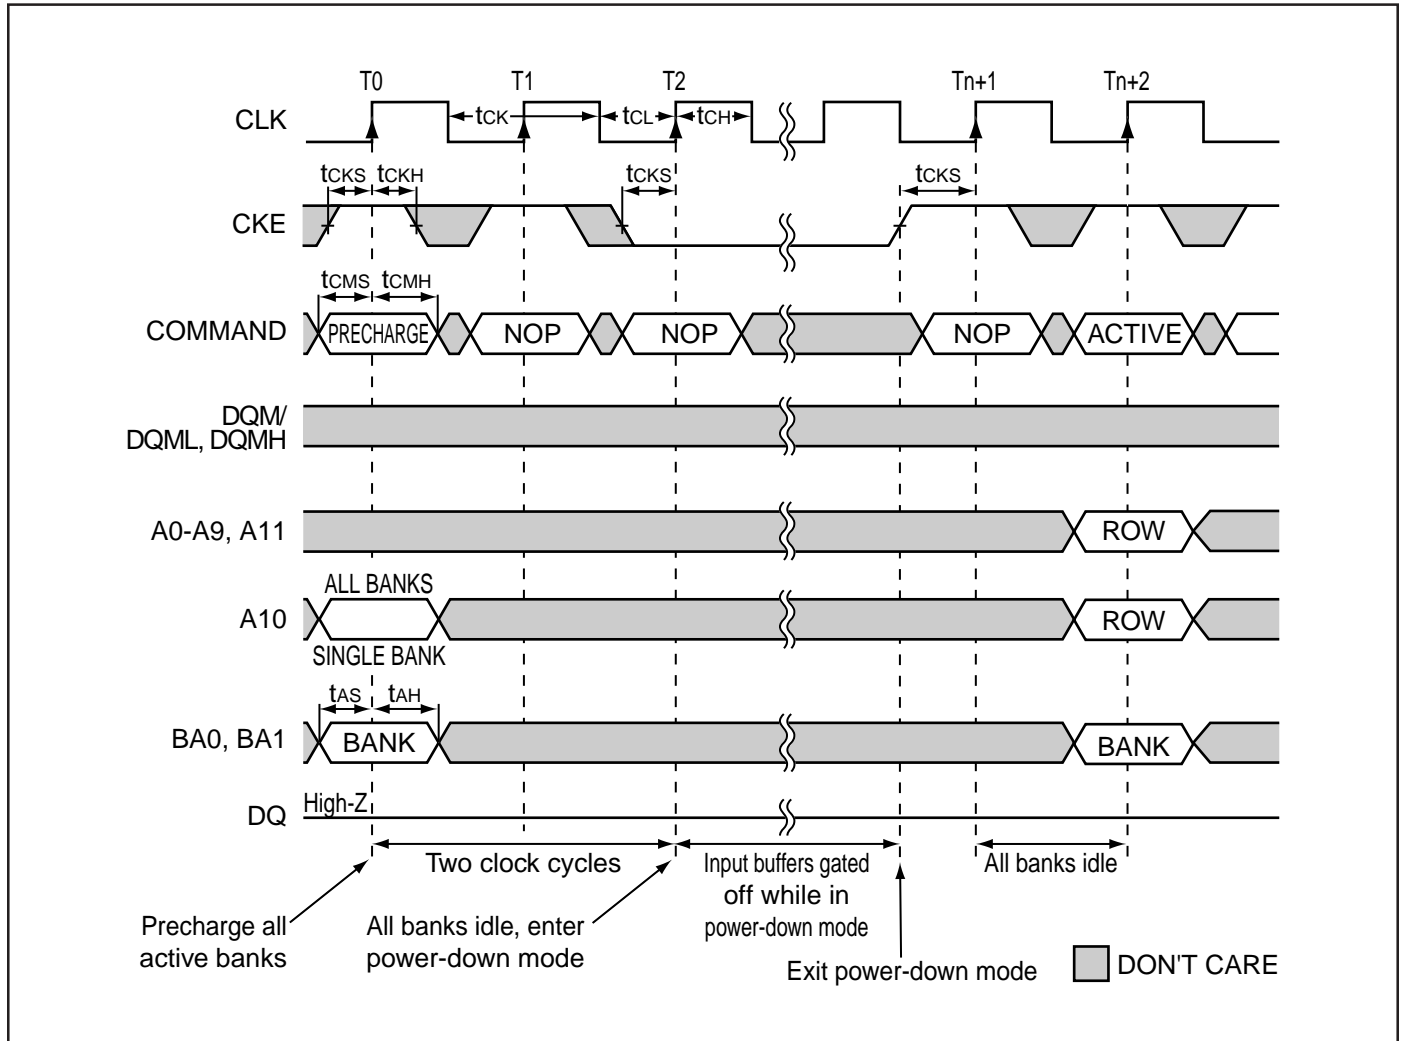 T0 T1 T2 Tn+1 Tn+2
CLK tCK tCL tCH
tCKS tCKH tCKS tCKS
CKE
tCMS tCMH
COMMAND PRECHARGE NOP NOP NOP ACTIVE
DQM/
DQML, DQMH
A0-A9, A11 ROW
ALL BANKS
A10 ROW
SINGLE BANK
tAS tAH
BA0, BA1 BANK BANK
High-Z
DQ
Two clock cycles
Input buffers gated
off while in
power-down mode
All banks idle
Precharge all
active banks
All banks idle, enter
power-down mode
Exit power-down mode
DON'T CARE